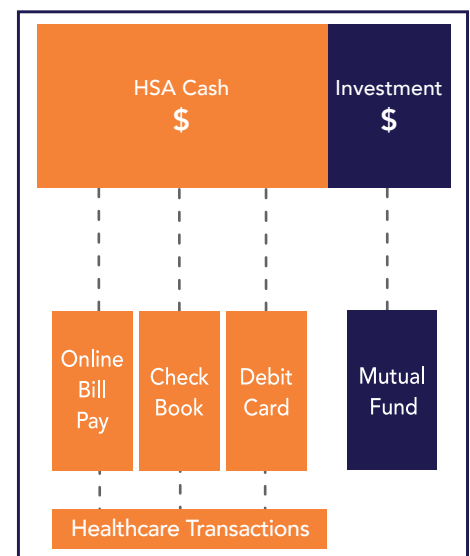 HSA Cash
$
Investment
$
Online
Bill
Pay
Check
Book
Debit
Card
Mutual
Fund
Healthcare Transactions